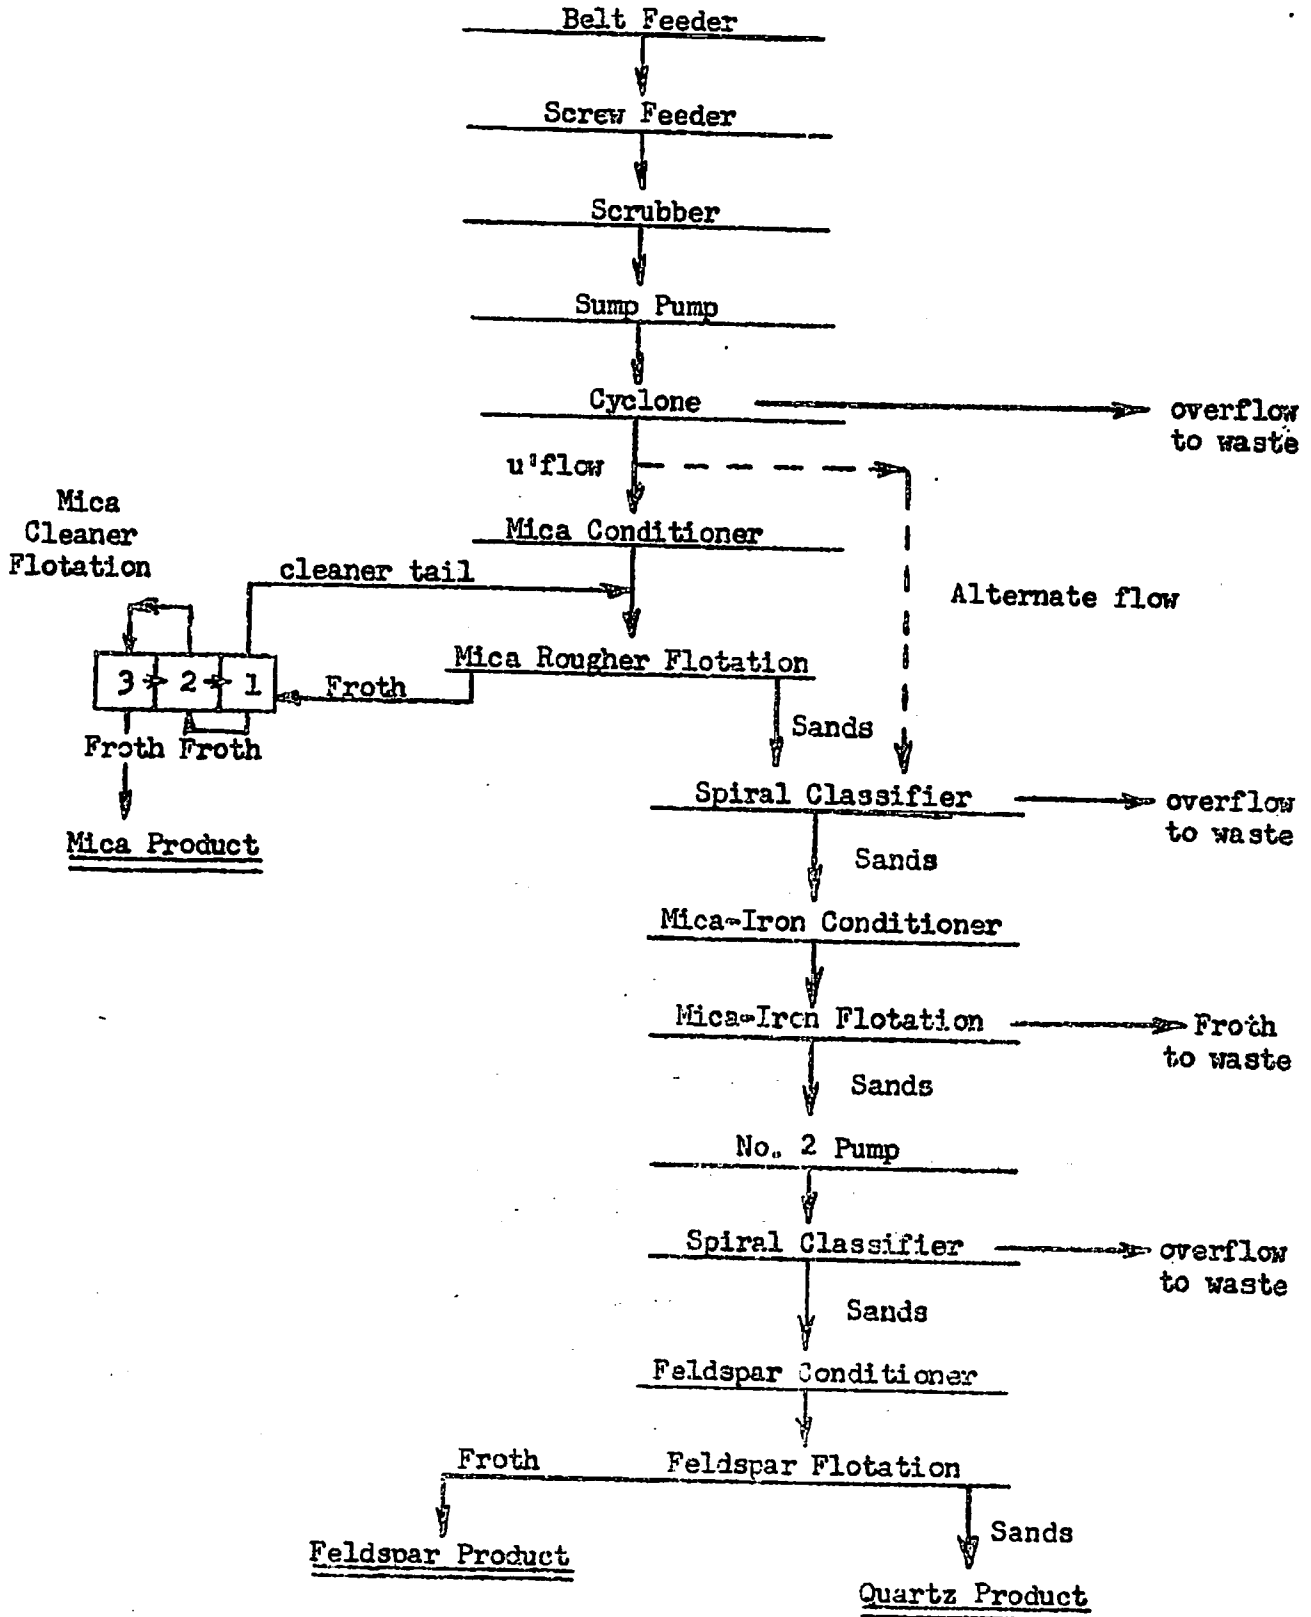 Belt Feeder
Screw Feeder
Scrubber
Sump Pump
Cyclone
overflow
to waste
u'flow
Mica
Cleaner
Flotation
Mica Conditioner
cleaner tail
Alternate flow
Mica Rougher Flotation
3 2 1
Froth
Sands
Froth Froth
Spiral Classifier
overflow
to waste
Mica Product
Sands
Mica-Iron Conditioner
Mica-Iron Flotation
Froth
to waste
Sands
No. 2 Pump
Spiral Classifier
overflow
to waste
Sands
Feldspar Conditioner
Froth
Feldspar Flotation
Sands
Feldspar Product
Quartz Product